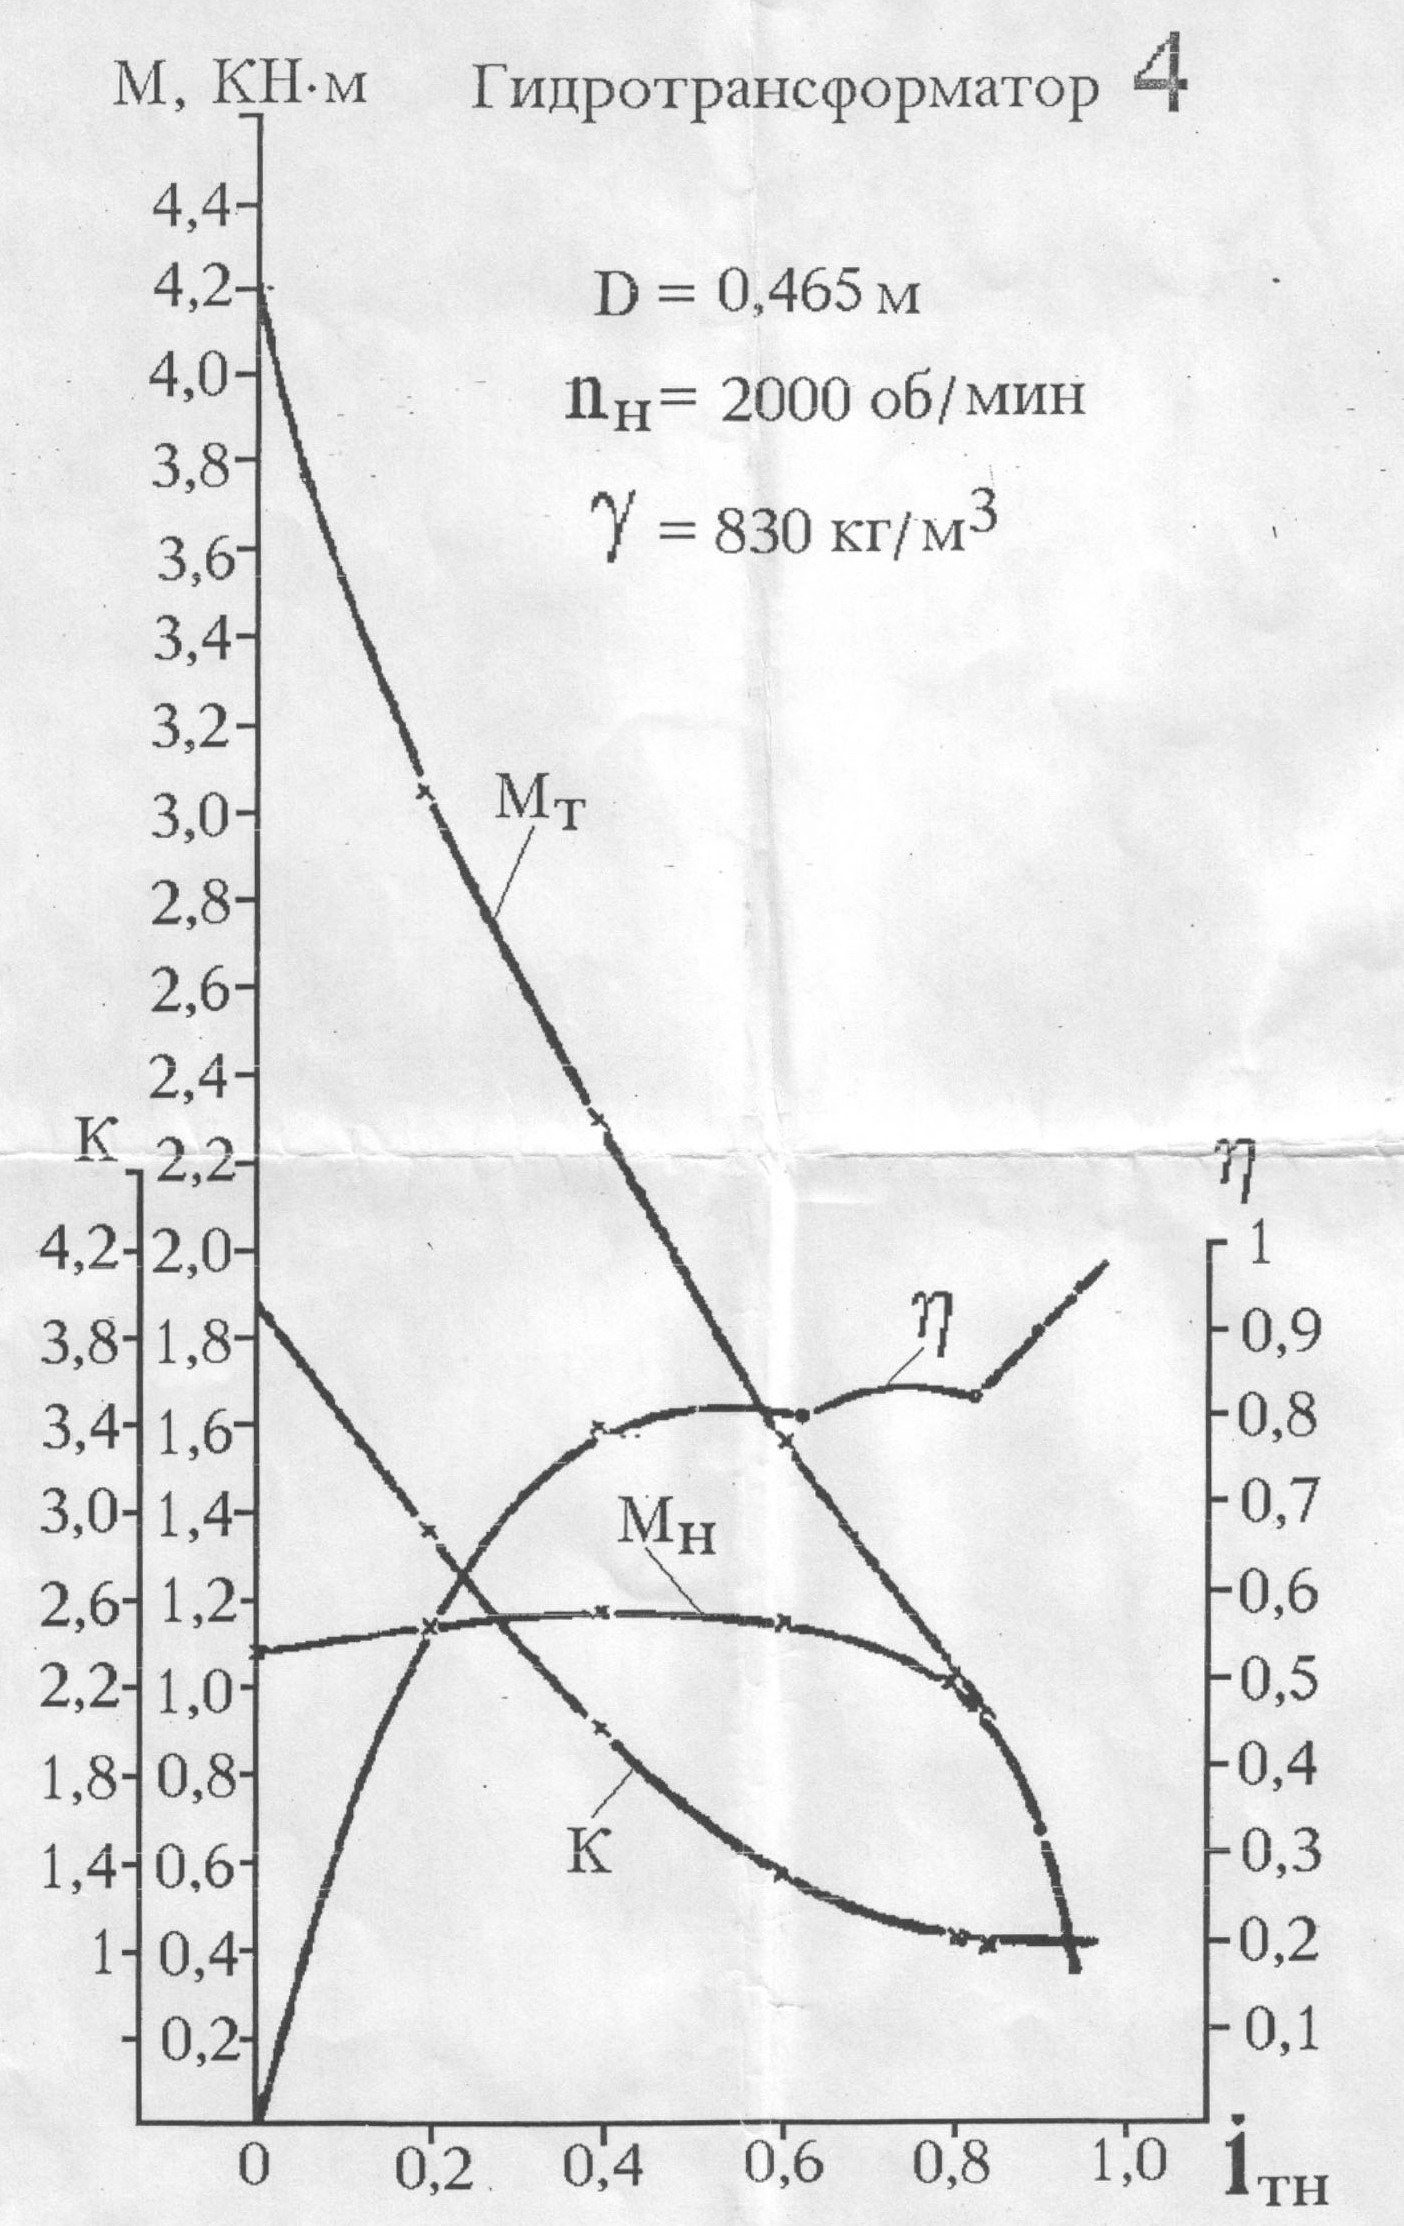 М, КН·м Гидротрансформатор 4
4,4
4,2
D = 0,465 м
4,0
nН = 2000 об/мин
3,8
γ = 830 кг/м³
3,6
3,4
3,2
МТ
3,0
2,8
2,6
2,4
К 2,2 η
4,2 2,0 1
η
3,8 1,8 0,9
3,4 1,6 0,8
3,0 1,4 МН 0,7
2,6 1,2 0,6
2,2 1,0 0,5
1,8 0,8 0,4
1,4 0,6 К 0,3
1 0,4 0,2
0,2 0,1
0 0,2 0,4 0,6 0,8 1,0 iТН